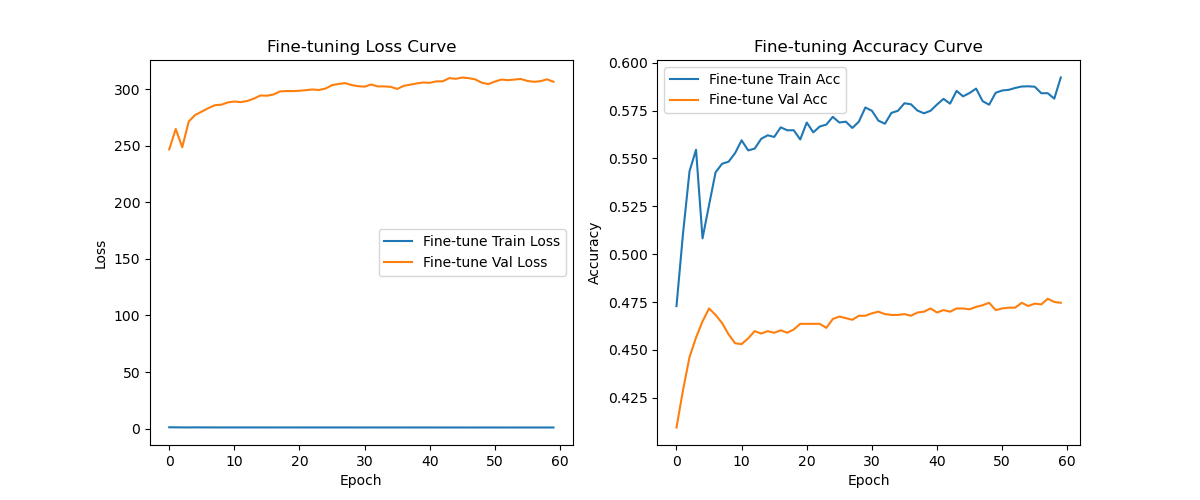 Fine-tuning Loss Curve
300
250
200
150
100
50
0
Loss
Fine-tune Train Loss
Fine-tune Val Loss
0 10 20 30 40 50 60
Epoch
Fine-tuning Accuracy Curve
0.600
0.575
0.550
0.525
0.500
0.475
0.450
0.425
Accuracy
Fine-tune Train Acc
Fine-tune Val Acc
0 10 20 30 40 50 60
Epoch